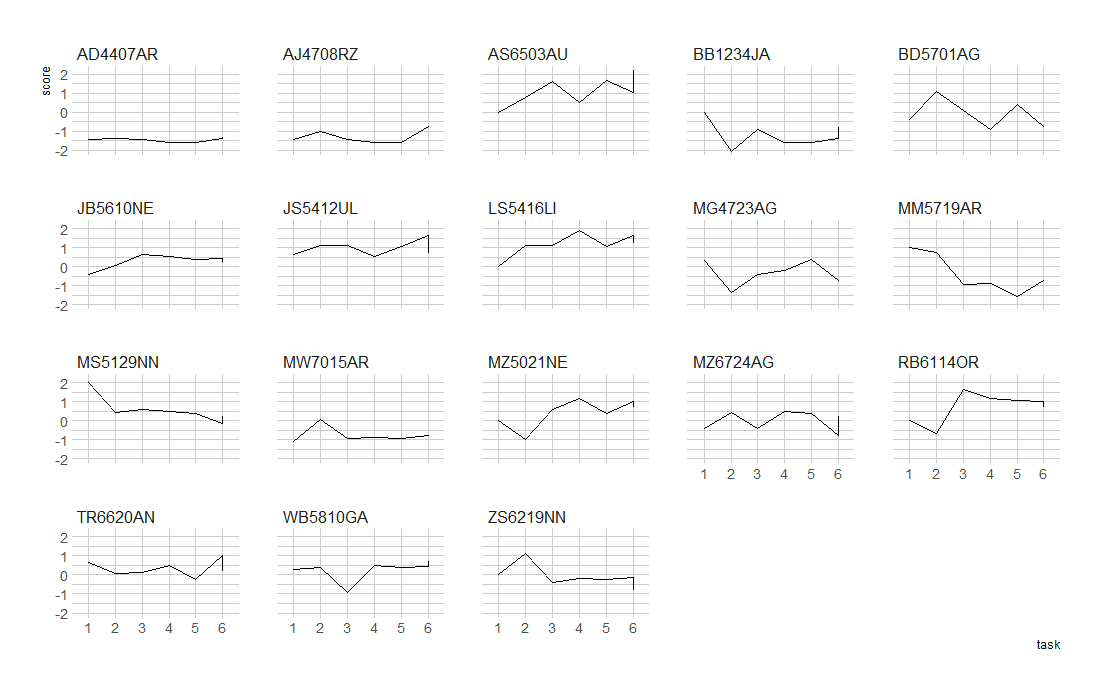 AD4407AR AJ4708RZ AS6503AU BB1234JA BD5701AG
score
2
1
0
-1
-2
JB5610NE JS5412UL LS5416LI MG4723AG MM5719AR
2
1
0
-1
-2
MS5129NN MW7015AR MZ5021NE MZ6724AG RB6114OR
2
1
0
-1
-2
1 2 3 4 5 6 1 2 3 4 5 6
TR6620AN WB5810GA ZS6219NN
2
1
0
-1
-2
1 2 3 4 5 6 1 2 3 4 5 6 1 2 3 4 5 6
task